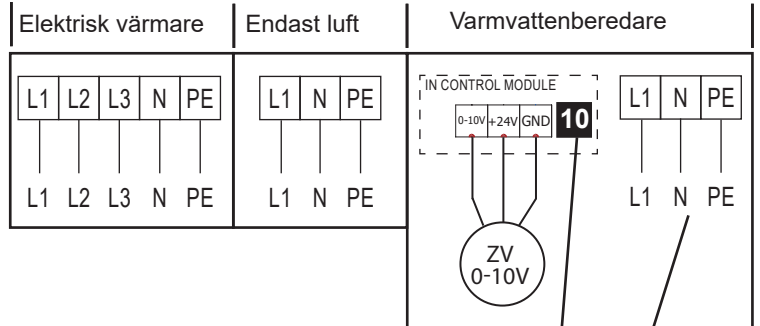 Elektrisk värmare
L1 L2 L3 N PE
L1 L2 L3 N PE
Endast luft
L1 N PE
L1 N PE
Varmvattenberedare
IN CONTROL MODULE
0-10V +24V GND 10
ZV
0-10V
L1 N PE
L1 N PE